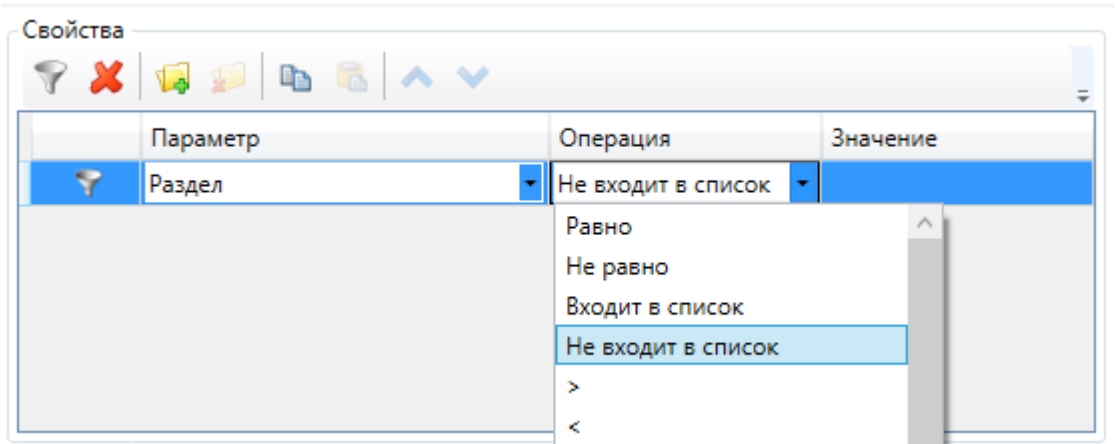 Свойства
Параметр Операция Значение
Раздел Не входит в список
Равно
Не равно
Входит в список
Не входит в список
>
<